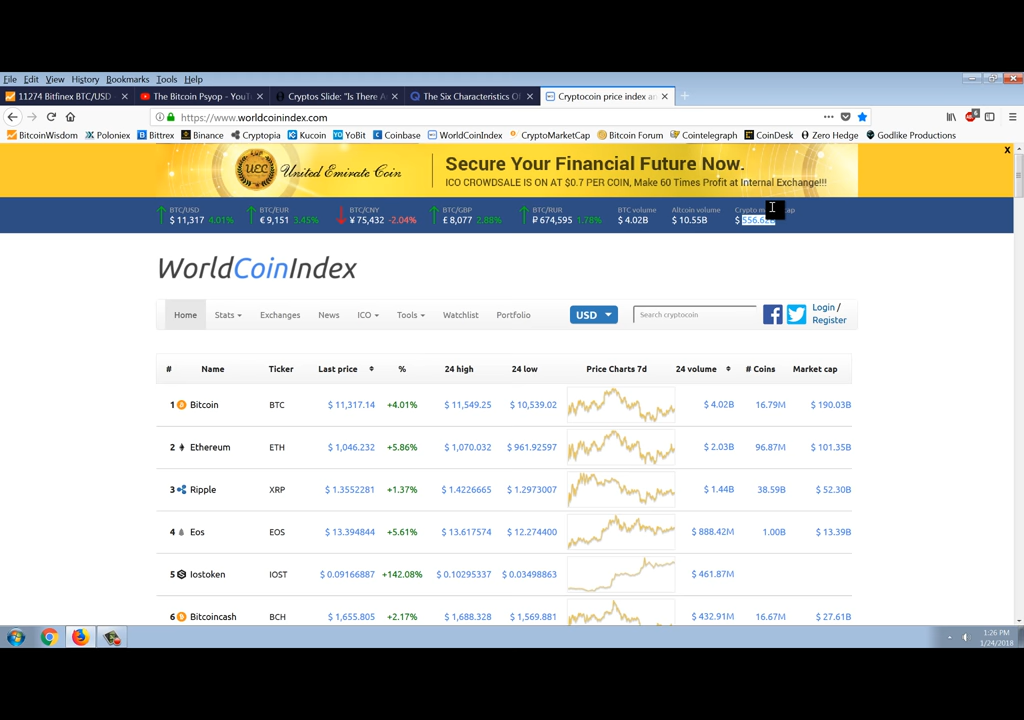 File Edit View History Bookmarks Tools Help
11274 Bitfinex BTC/USD × The Bitcoin Psyop - YouT × Cryptos Slide: "Is There A × The Six Characteristics Of × Cryptocoin price index an × +
https://www.worldcoinindex.com
BitcoinWisdom Poloniex Bittrex Binance Cryptopia Kucoin YoBit Coinbase WorldCoinIndex CryptoMarketCap Bitcoin Forum Cointelegraph CoinDesk Zero Hedge Godlike Productions
UEC United Emirate Coin Secure Your Financial Future Now. X
ICO CROWDSALE IS ON AT $0.7 PER COIN, Make 60 Times Profit at Internal Exchange!!!
BTC/USD BTC/EUR BTC/CNY BTC/GBP BTC/RUR BTC volume Altcoin volume Crypto m cap
$ 11,317 4.01% € 9,151 3.45% ¥ 75,432 -2.04% £ 8,077 2.88% ₽ 674,595 1.78% $ 4.02B $ 10.55B $ 556.6
WorldCoinIndex
Home Stats Exchanges News ICO Tools Watchlist Portfolio USD Search cryptocoin Login /
Register
# Name Ticker Last price % 24 high 24 low Price Charts 7d 24 volume # Coins Market cap
1 Bitcoin BTC $ 11,317.14 +4.01% $ 11,549.25 $ 10,539.02 $ 4.02B 16.79M $ 190.03B
2 Ethereum ETH $ 1,046.232 +5.86% $ 1,070.032 $ 961.92597 $ 2.03B 96.87M $ 101.35B
3 Ripple XRP $ 1.3552281 +1.37% $ 1.4226665 $ 1.2973007 $ 1.44B 38.59M $ 52.30B
4 Eos EOS $ 13.394844 +5.61% $ 13.617574 $ 12.274400 $ 888.42M 1.00B $ 13.39B
5 Iostoken IOST $ 0.09166887 +142.08% $ 0.10295337 $ 0.03498863 $ 461.87M
6 Bitcoincash BCH $ 1,655.805 +2.17% $ 1,688.328 $ 1,569.881 $ 432.91M 16.67M $ 27.61B
1:26 PM
1/24/2018